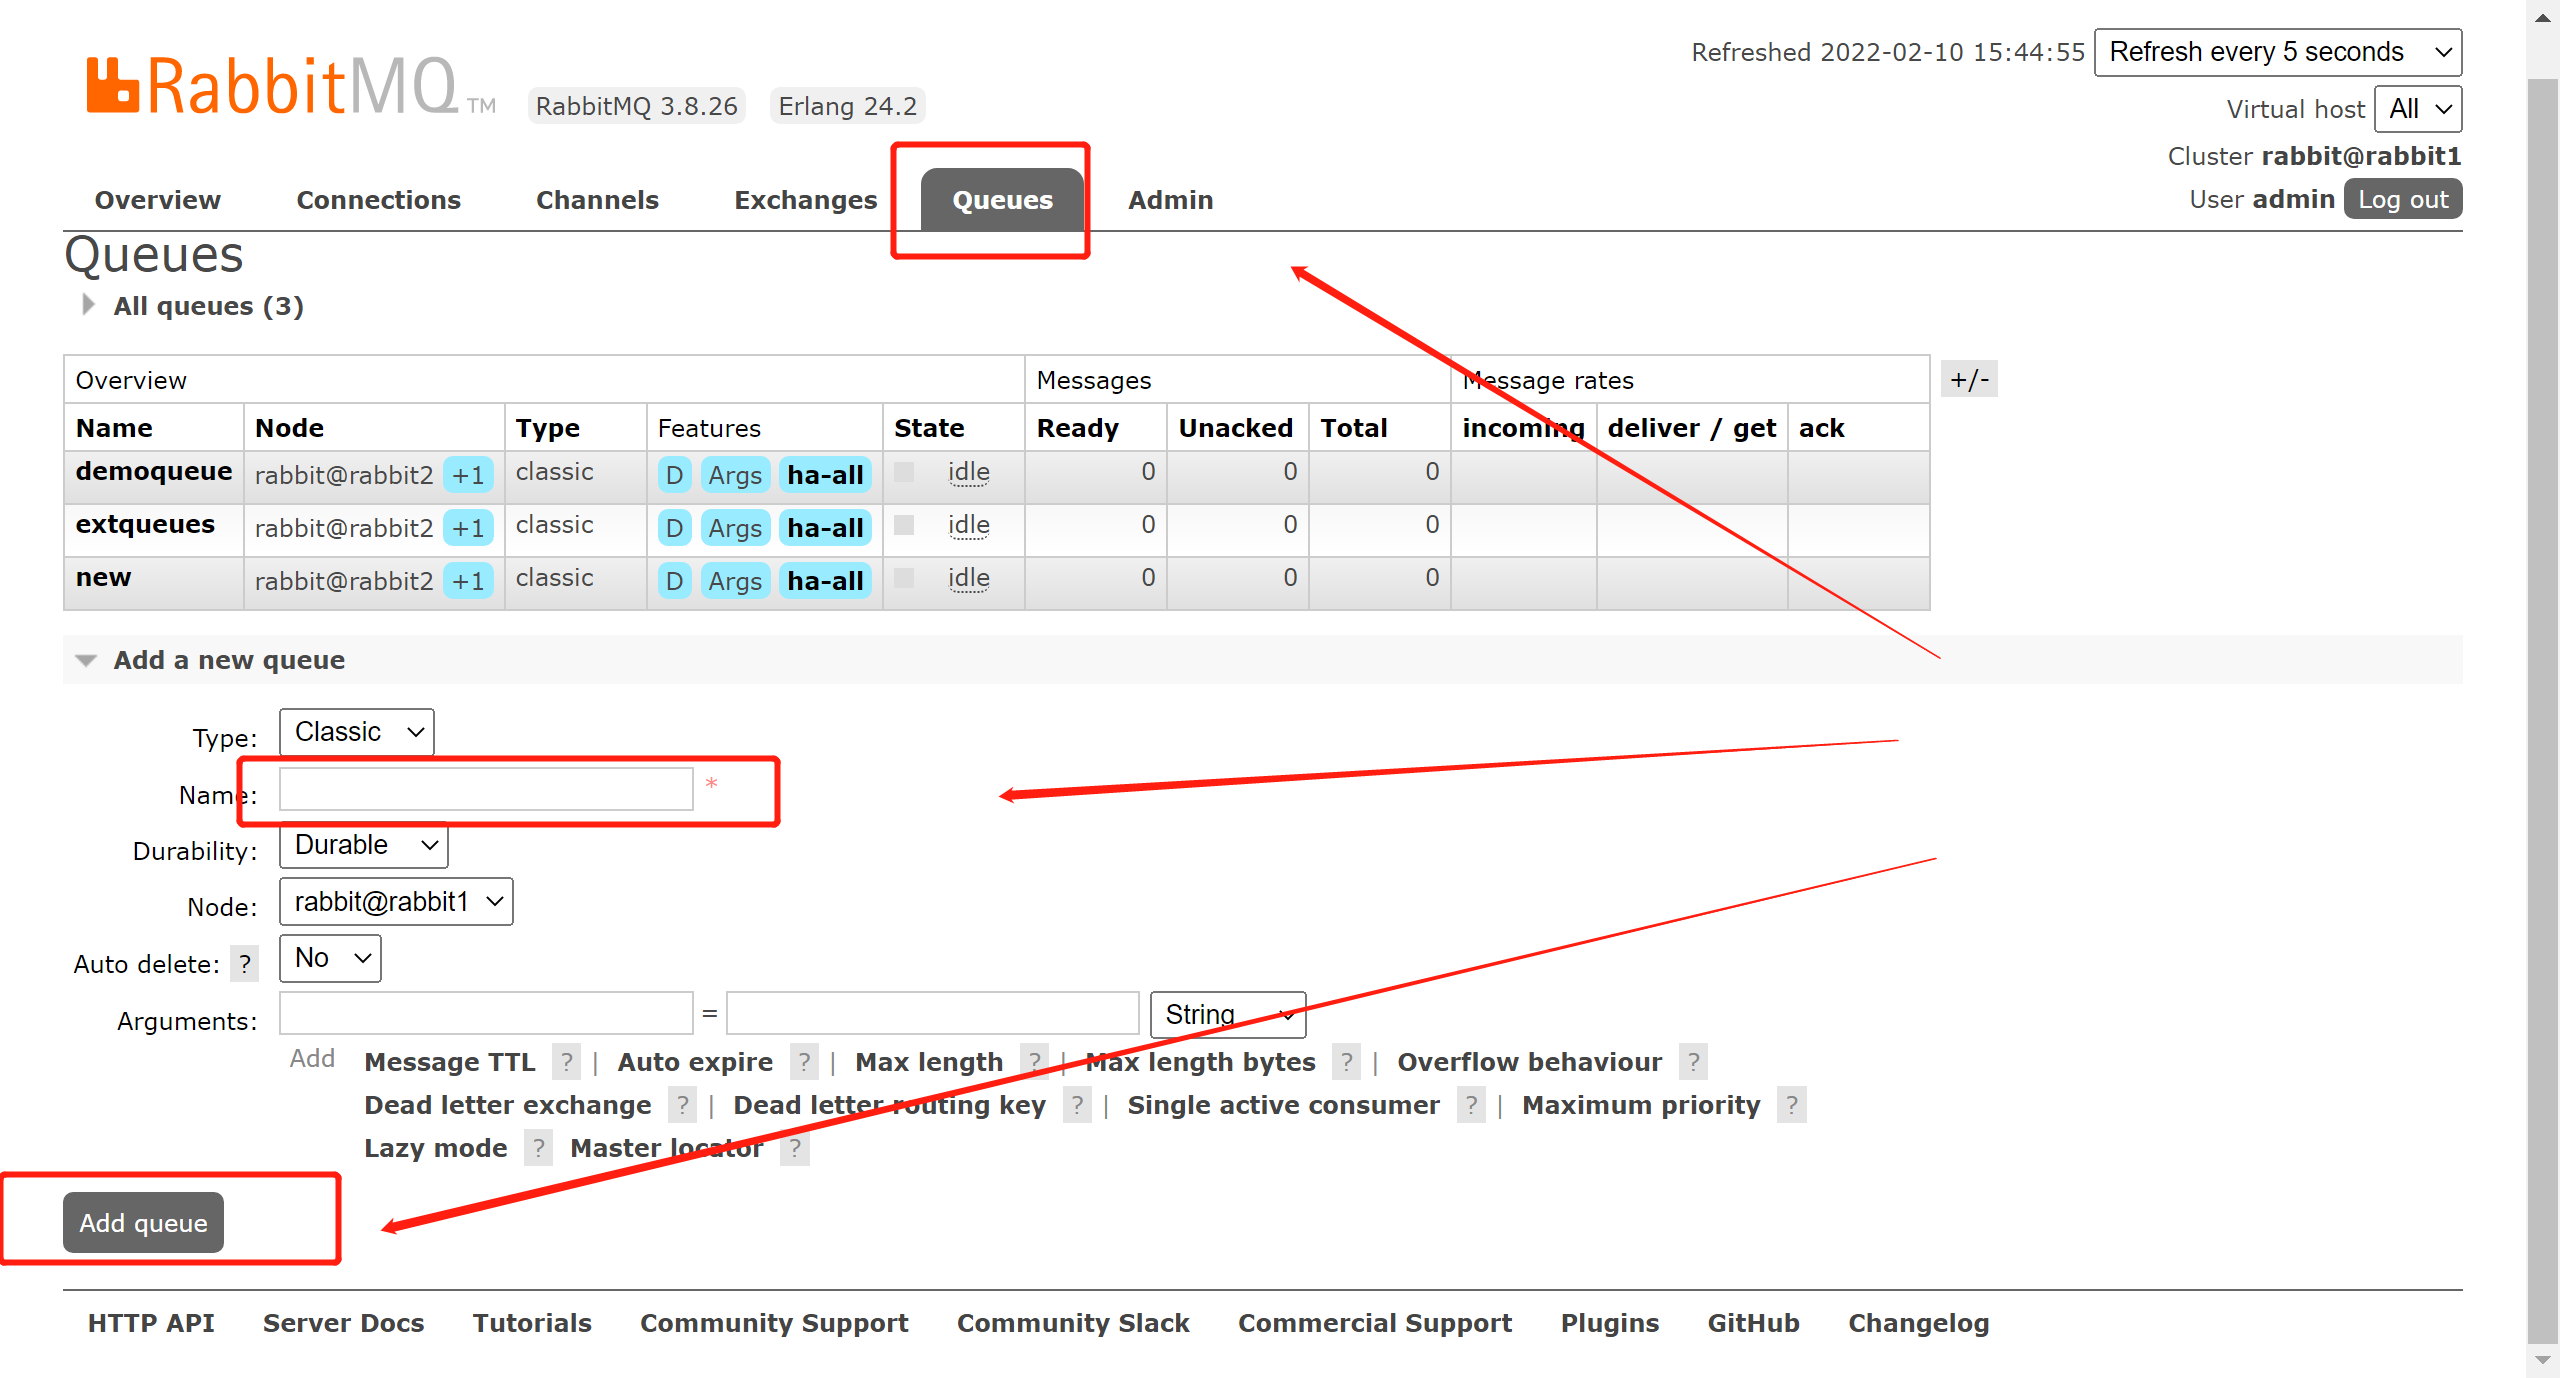 Refreshed 2022-02-10 15:44:55 Refresh every 5 seconds
RabbitMQ TM RabbitMQ 3.8.26 Erlang 24.2
Virtual host All
Cluster rabbit@rabbit1
Overview Connections Channels Exchanges Queues Admin
User admin Log out
Queues
All queues (3)
Overview Messages Message rates +/-
Name Node Type Features State Ready Unacked Total incoming deliver / get ack
demoqueue rabbit@rabbit2 +1 classic D Args ha-all idle 0 0 0
extqueues rabbit@rabbit2 +1 classic D Args ha-all idle 0 0 0
new rabbit@rabbit2 +1 classic D Args ha-all idle 0 0 0
Add a new queue
Type: Classic
Name: *
Durability: Durable
Node: rabbit@rabbit1
Auto delete: ? No
Arguments: = String
Add Message TTL ? | Auto expire ? | Max length ? | Max length bytes ? | Overflow behaviour ?
Dead letter exchange ? | Dead letter routing key ? | Single active consumer ? | Maximum priority ?
Lazy mode ? Master locator ?
Add queue
HTTP API Server Docs Tutorials Community Support Community Slack Commercial Support Plugins GitHub Changelog